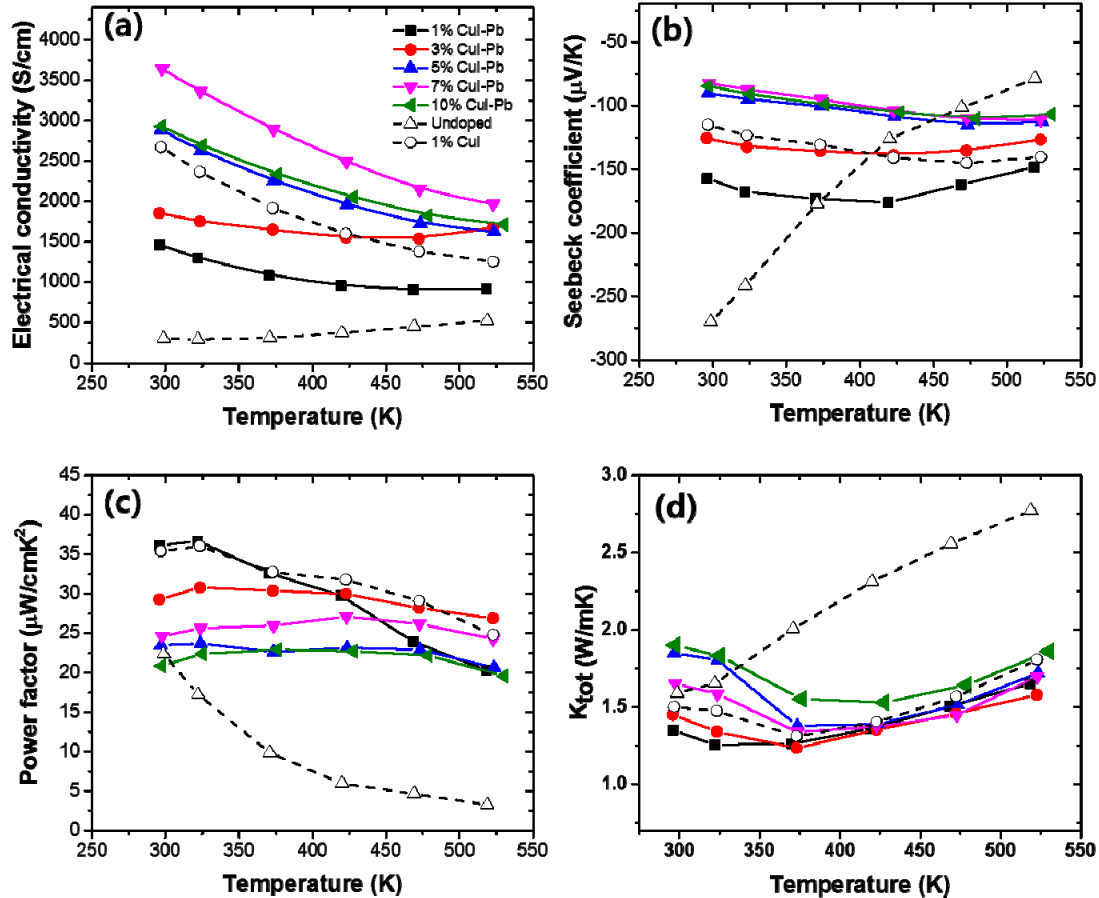 (a)
Electrical conductivity (S/cm)
4000
3500
3000
2500
2000
1500
1000
500
0
1% CuI-Pb
3% CuI-Pb
5% CuI-Pb
7% CuI-Pb
10% CuI-Pb
Undoped
1% CuI
250 300 350 400 450 500 550
Temperature (K)
(b)
Seebeck coefficient (μV/K)
-50
-100
-150
-200
-250
-300
250 300 350 400 450 500 550
Temperature (K)
(c)
Power factor (μW/cmK²)
45
40
35
30
25
20
15
10
5
0
250 300 350 400 450 500 550
Temperature (K)
(d)
Ktot (W/mK)
3.0
2.5
2.0
1.5
1.0
300 350 400 450 500 550
Temperature (K)